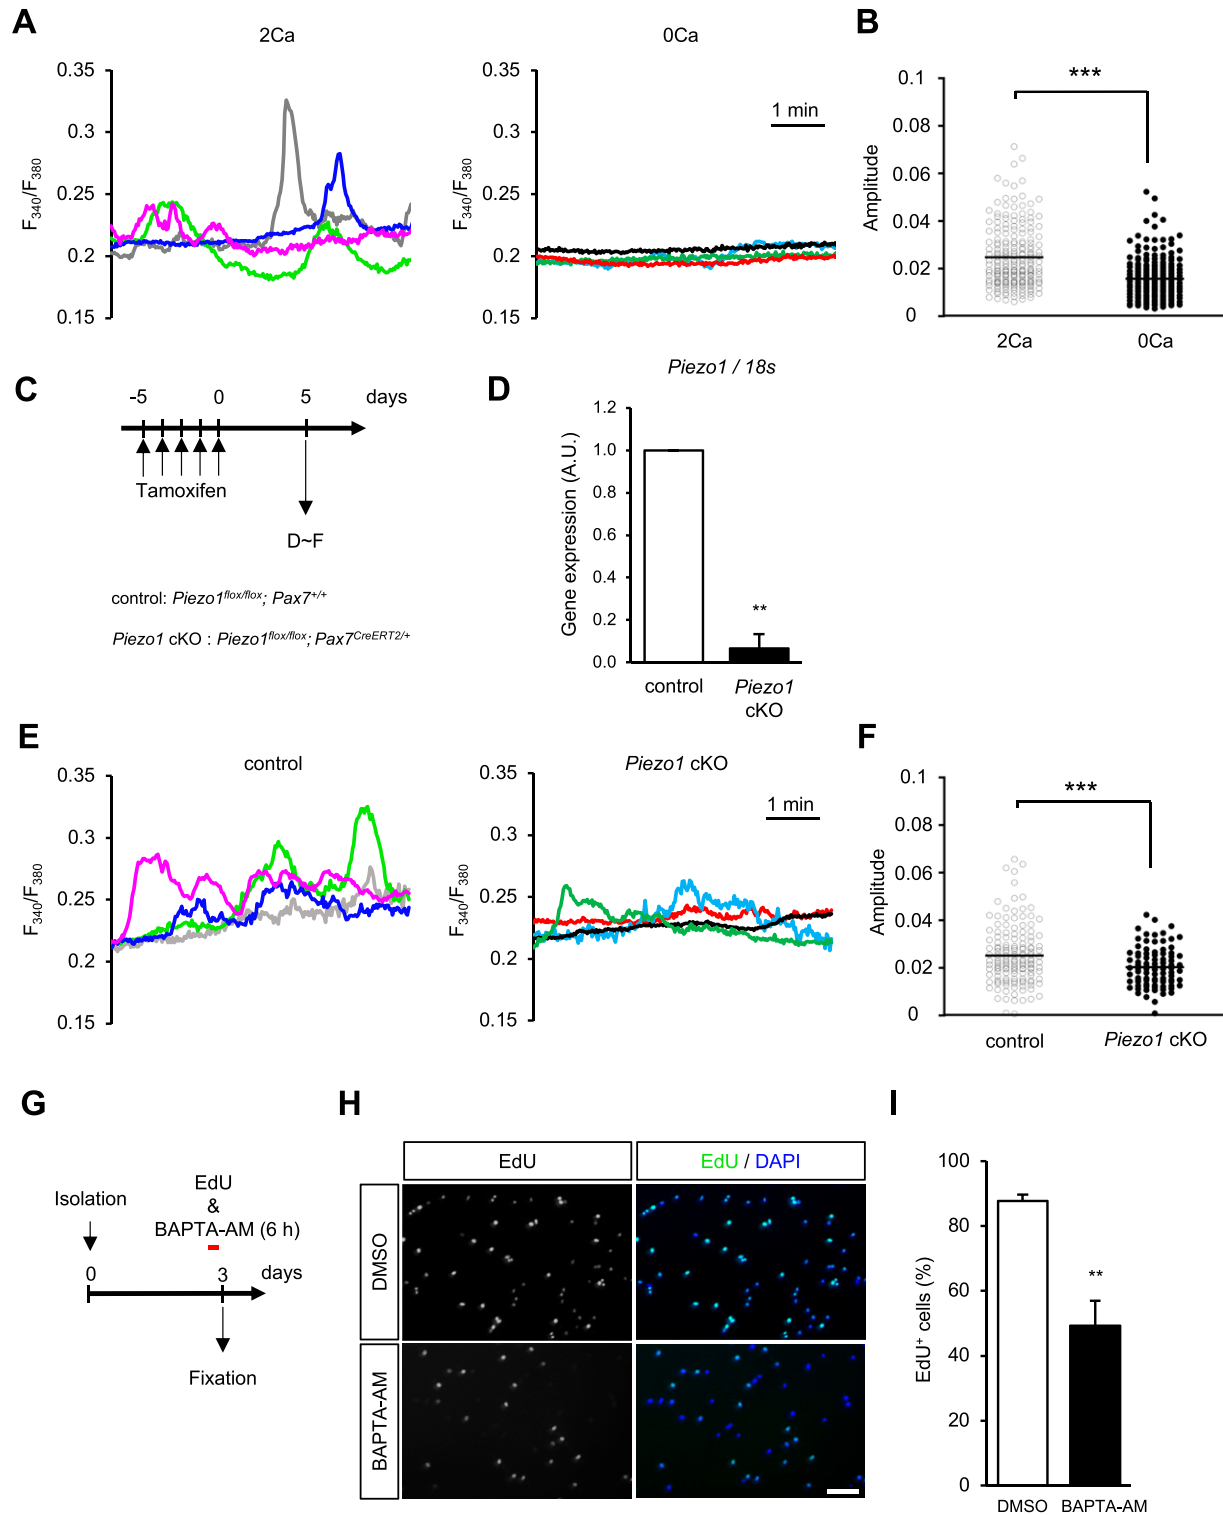 A
2Ca
0Ca
B
0.35
0.3
0.25
0.2
0.15
F340/F380
0.35
0.3
0.25
0.2
0.15
F340/F380
1 min
0.1
0.08
0.06
0.04
0.02
0
Amplitude
***
2Ca
0Ca
C
-5
0
5
days
Tamoxifen
D~F
control: Piezo1flox/flox; Pax7+/+
Piezo1 cKO : Piezo1flox/flox; Pax7CreERT2/+
D
Piezo1 / 18s
1.2
1.0
0.8
0.6
0.4
0.2
0.0
Gene expression (A.U.)
**
control
Piezo1
cKO
E
control
Piezo1 cKO
0.35
0.3
0.25
0.2
0.15
F340/F380
0.35
0.3
0.25
0.2
0.15
F340/F380
1 min
F
0.1
0.08
0.06
0.04
0.02
0
Amplitude
***
control
Piezo1 cKO
G
Isolation
EdU
&
BAPTA-AM (6 h)
0
3
days
Fixation
H
EdU
EdU / DAPI
DMSO
BAPTA-AM
I
100
80
60
40
20
0
EdU+ cells (%)
**
DMSO
BAPTA-AM